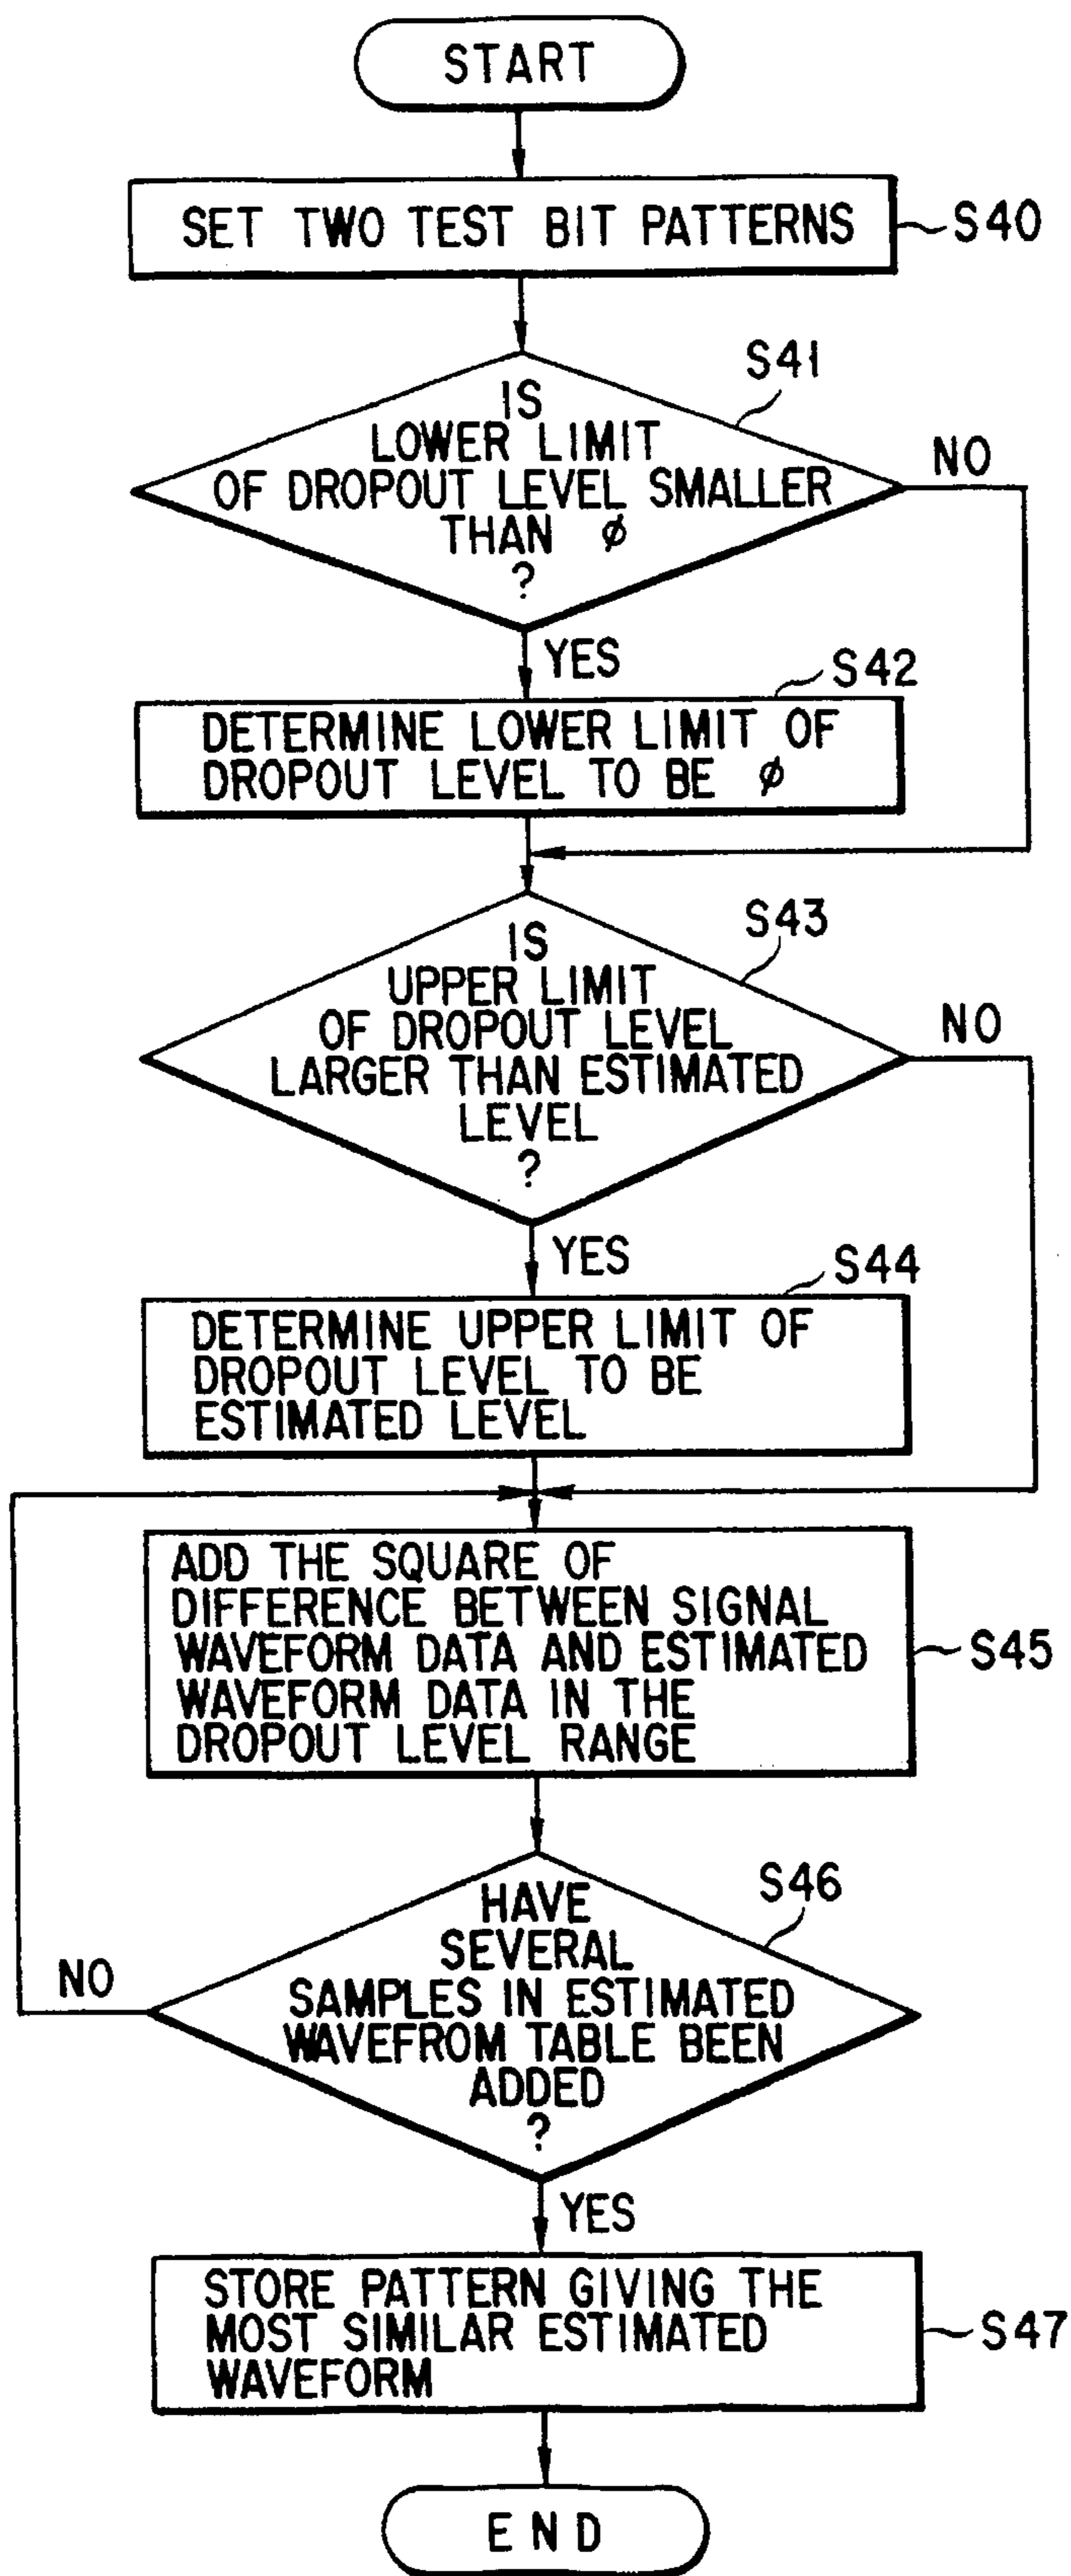 START
SET TWO TEST BIT PATTERNS
S40
S41
IS
LOWER LIMIT
OF DROPOUT LEVEL SMALLER
THAN ø
?
NO
YES
S42
DETERMINE LOWER LIMIT OF
DROPOUT LEVEL TO BE ø
S43
IS
UPPER LIMIT
OF DROPOUT LEVEL
LARGER THAN ESTIMATED
LEVEL
?
NO
YES
S44
DETERMINE UPPER LIMIT OF
DROPOUT LEVEL TO BE
ESTIMATED LEVEL
ADD THE SQUARE OF
DIFFERENCE BETWEEN SIGNAL
WAVEFORM DATA AND ESTIMATED
WAVEFORM DATA IN THE
DROPOUT LEVEL RANGE
S45
S46
HAVE
SEVERAL
SAMPLES IN ESTIMATED
WAVEFROM TABLE BEEN
ADDED
?
NO
YES
STORE PATTERN GIVING THE
MOST SIMILAR ESTIMATED
WAVEFORM
S47
END